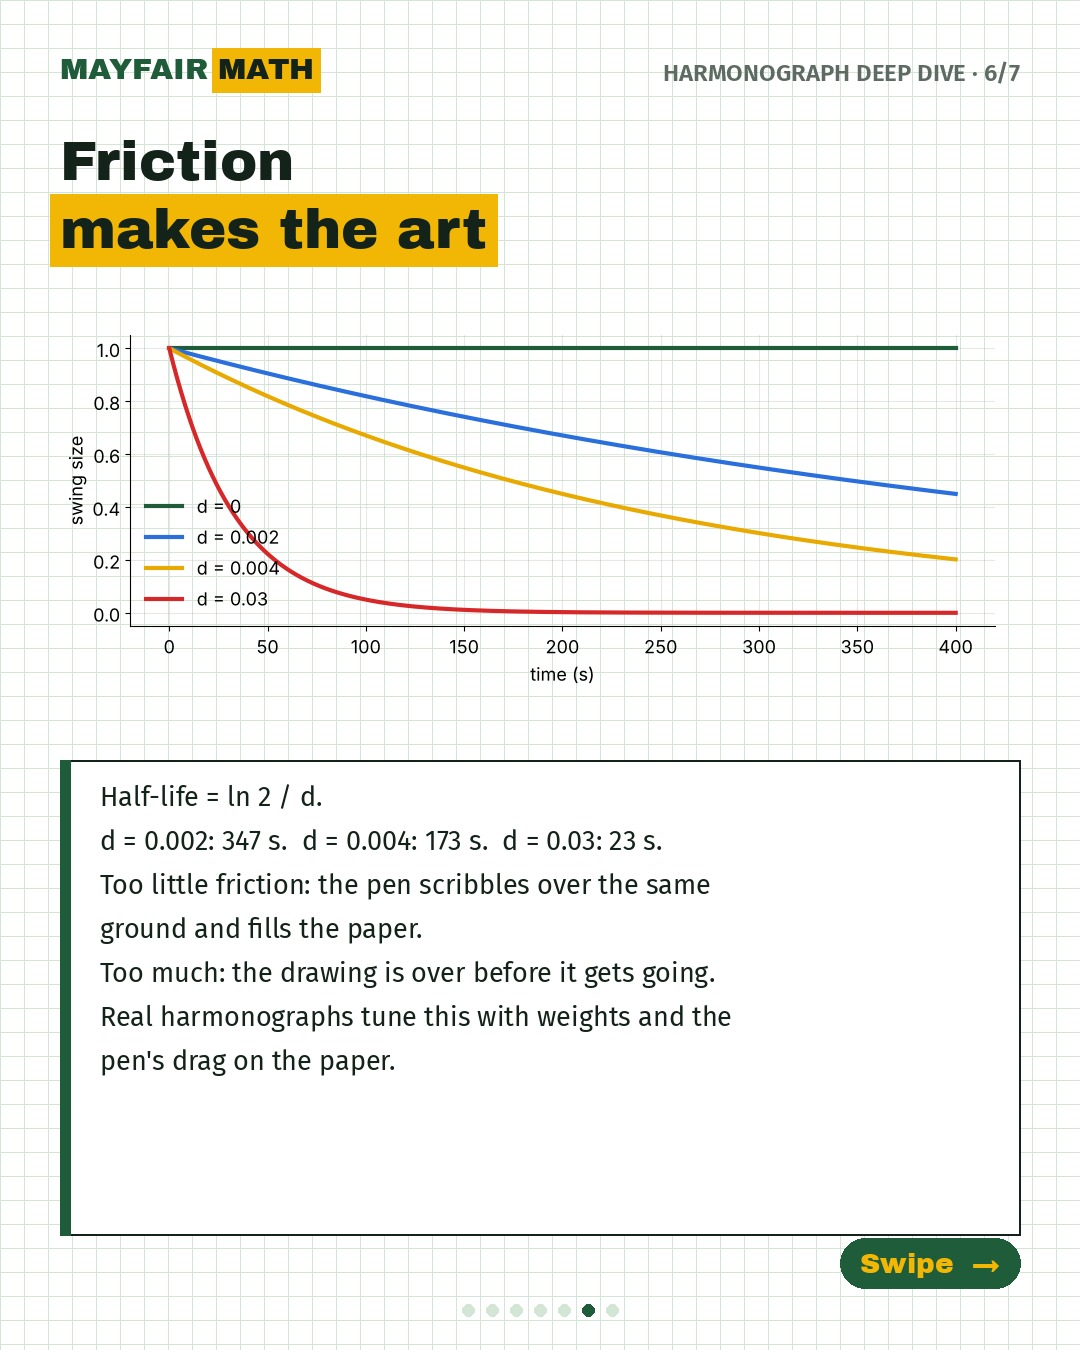 MAYFAIR MATH
HARMONOGRAPH DEEP DIVE · 6/7
Friction
makes the art
1.0
0.8
0.6
0.4
0.2
0.0
swing size
d = 0
d = 0.002
d = 0.004
d = 0.03
0 50 100 150 200 250 300 350 400
time (s)
Half-life = ln 2 / d.
d = 0.002: 347 s. d = 0.004: 173 s. d = 0.03: 23 s.
Too little friction: the pen scribbles over the same
ground and fills the paper.
Too much: the drawing is over before it gets going.
Real harmonographs tune this with weights and the
pen's drag on the paper.
Swipe →